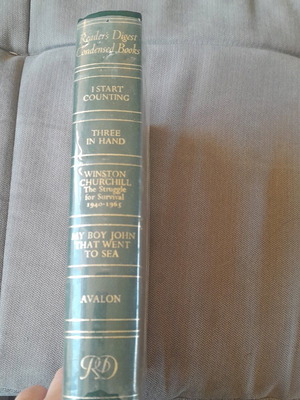 Reader's Digest
Condensed Books
I START
COUNTING
THREE
IN HAND
WINSTON
CHURCHILL
The Struggle
for Survival
1940-1965
MY BOY JOHN
THAT WENT
TO SEA
AVALON
RD